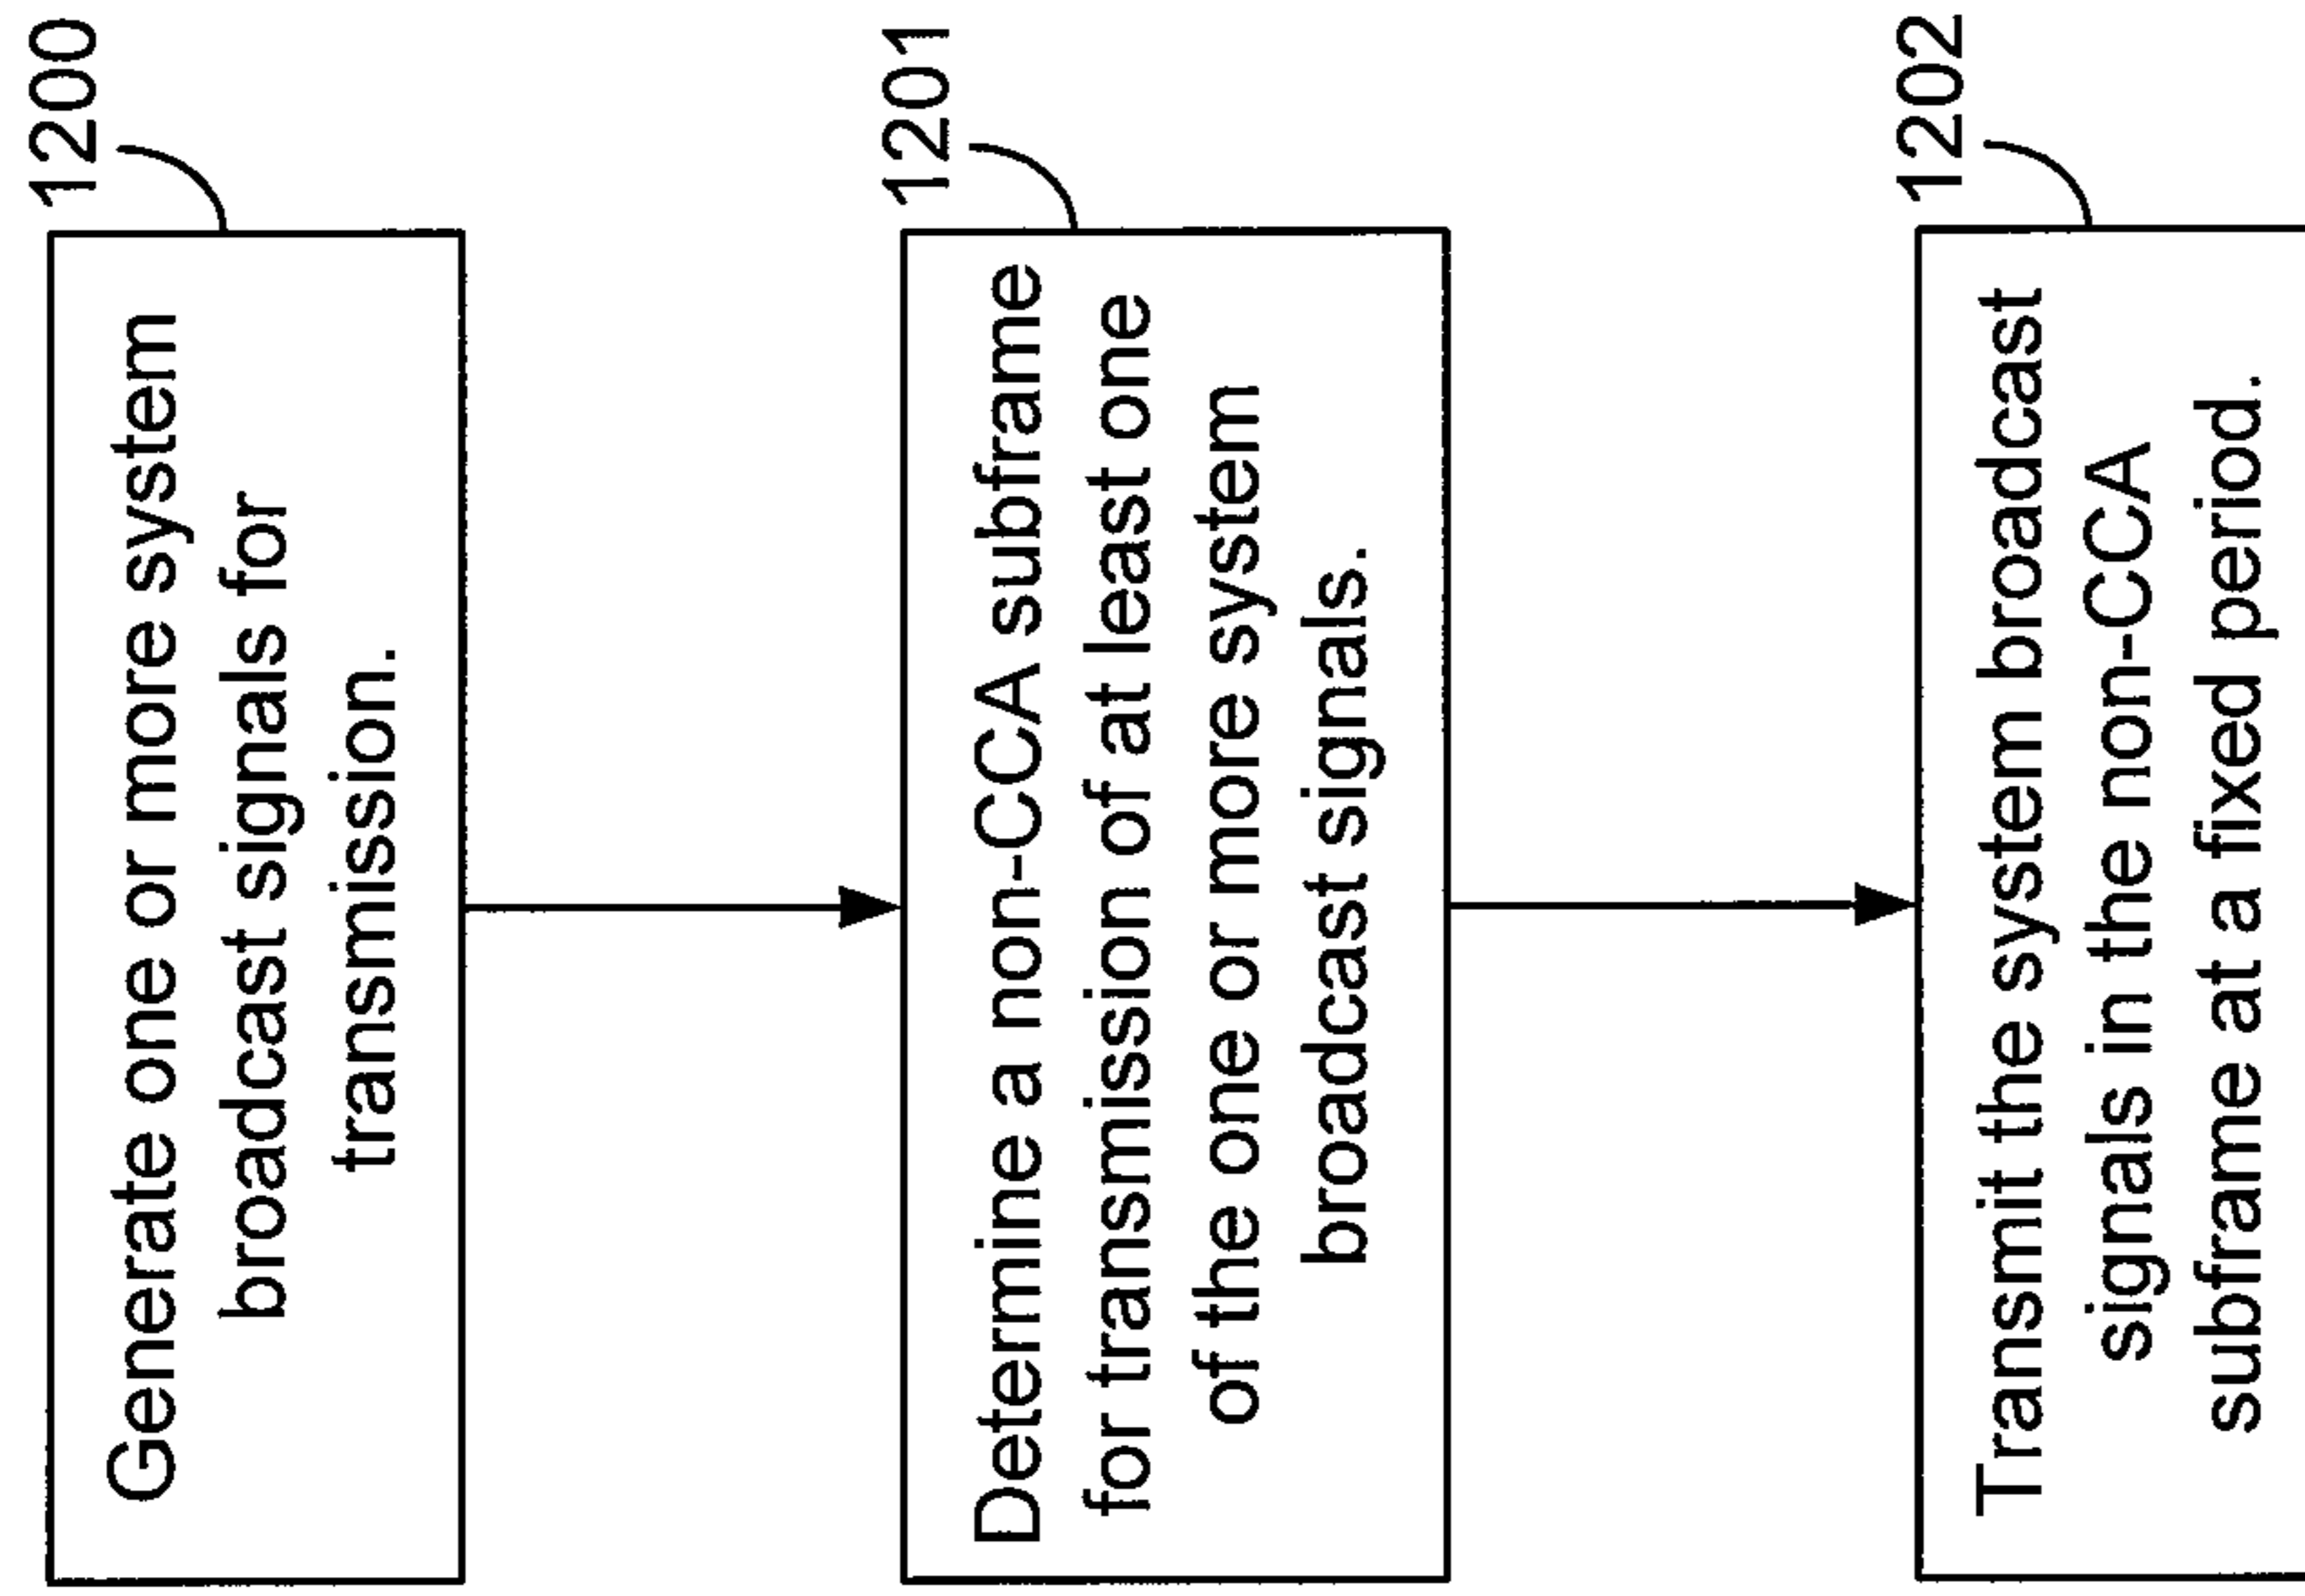 1200
Generate one or more system
broadcast signals for
transmission.
1201
Determine a non-CCA subframe
for transmission of at least one
of the one or more system
broadcast signals.
1202
Transmit the system broadcast
signals in the non-CCA
subframe at a fixed period.